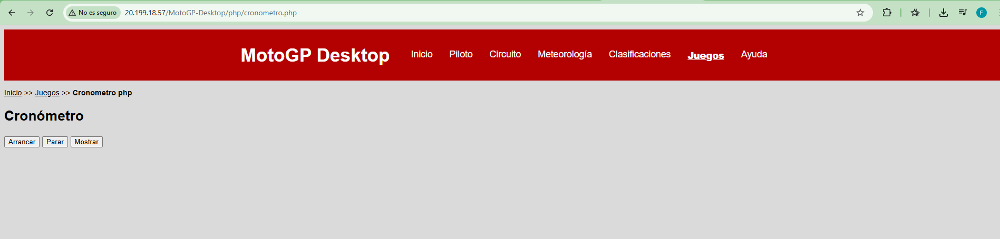 No es seguro 20.199.18.57/MotoGP-Desktop/php/cronometro.php F
MotoGP Desktop Inicio Piloto Circuito Meteorología Clasificaciones Juegos Ayuda
Inicio >> Juegos >> Cronometro php
Cronómetro
Arrancar Parar Mostrar